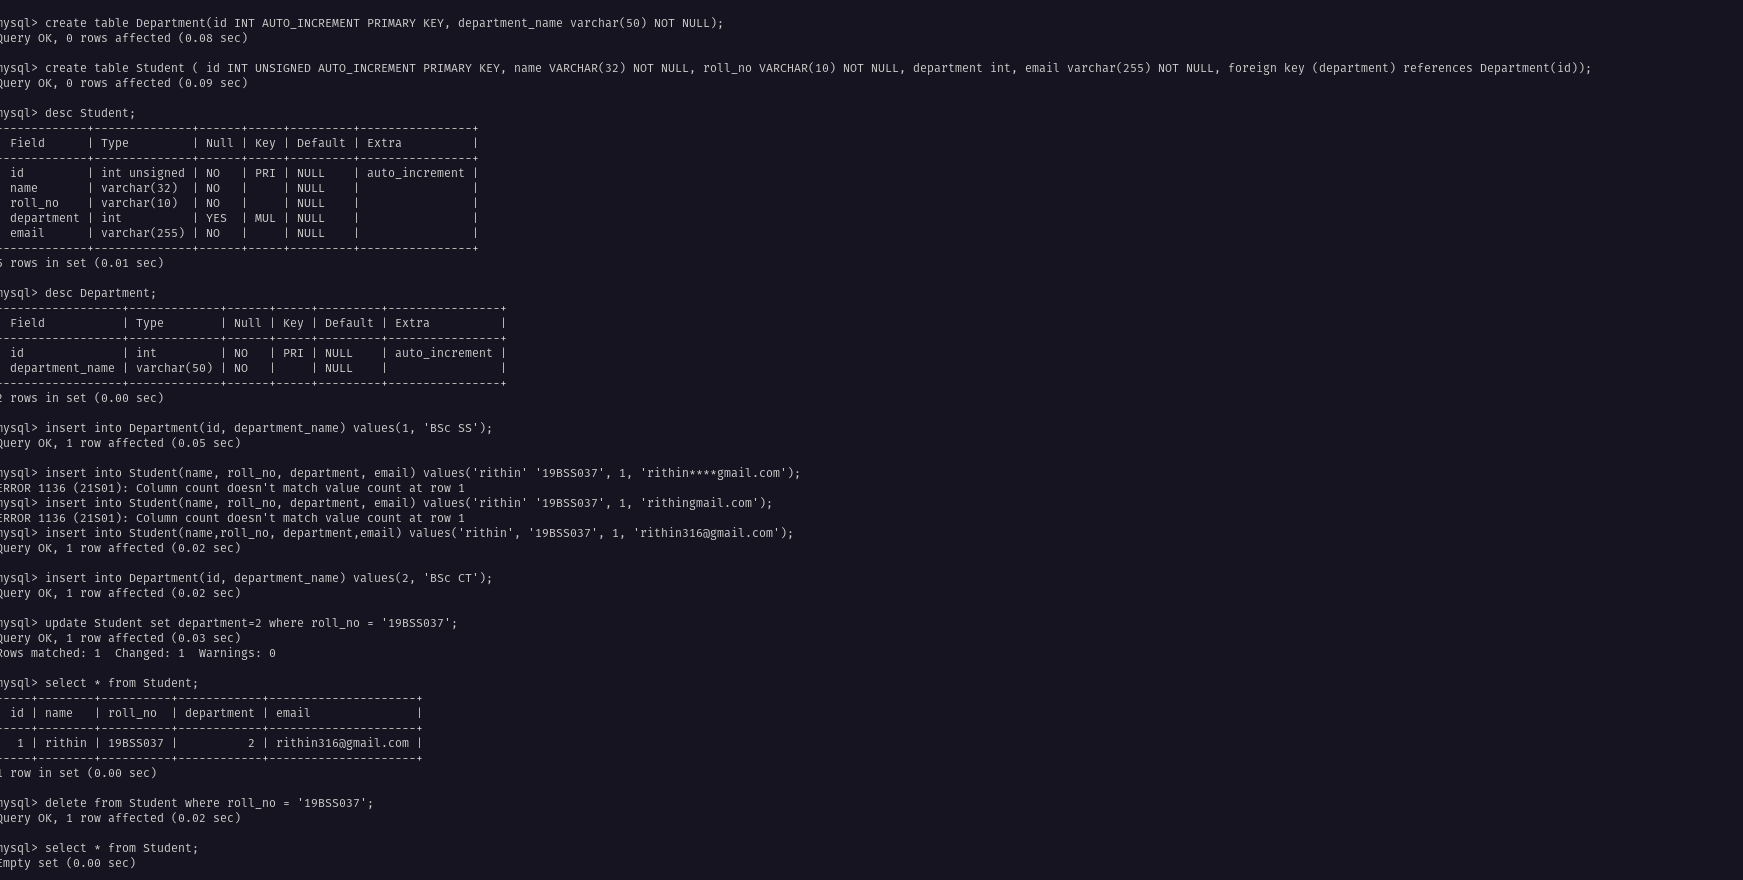 mysql> create table Department(id INT AUTO_INCREMENT PRIMARY KEY, department_name varchar(50) NOT NULL);
Query OK, 0 rows affected (0.08 sec)
mysql> create table Student ( id INT UNSIGNED AUTO_INCREMENT PRIMARY KEY, name VARCHAR(32) NOT NULL, roll_no VARCHAR(10) NOT NULL, department int, email varchar(255) NOT NULL, foreign key (department) references Department(id));
Query OK, 0 rows affected (0.09 sec)
mysql> desc Student;
-------------+--------------+------+-----+---------+----------------+
 Field      | Type         | Null | Key | Default | Extra          |
-------------+--------------+------+-----+---------+----------------+
 id         | int unsigned | NO   | PRI | NULL    | auto_increment |
 name       | varchar(32)  | NO   |     | NULL    |                |
 roll_no    | varchar(10)  | NO   |     | NULL    |                |
 department | int          | YES  | MUL | NULL    |                |
 email      | varchar(255) | NO   |     | NULL    |                |
-------------+--------------+------+-----+---------+----------------+
5 rows in set (0.01 sec)
mysql> desc Department;
------------------+-------------+------+-----+---------+----------------+
 Field           | Type        | Null | Key | Default | Extra          |
------------------+-------------+------+-----+---------+----------------+
 id              | int         | NO   | PRI | NULL    | auto_increment |
 department_name | varchar(50) | NO   |     | NULL    |                |
------------------+-------------+------+-----+---------+----------------+
2 rows in set (0.00 sec)
mysql> insert into Department(id, department_name) values(1, 'BSc SS');
Query OK, 1 row affected (0.05 sec)
mysql> insert into Student(name, roll_no, department, email) values('rithin' '19BSS037', 1, 'rithin****gmail.com');
ERROR 1136 (21S01): Column count doesn't match value count at row 1
mysql> insert into Student(name, roll_no, department, email) values('rithin' '19BSS037', 1, 'rithingmail.com');
ERROR 1136 (21S01): Column count doesn't match value count at row 1
mysql> insert into Student(name,roll_no, department,email) values('rithin', '19BSS037', 1, 'rithin316@gmail.com');
Query OK, 1 row affected (0.02 sec)
mysql> insert into Department(id, department_name) values(2, 'BSc CT');
Query OK, 1 row affected (0.02 sec)
mysql> update Student set department=2 where roll_no = '19BSS037';
Query OK, 1 row affected (0.03 sec)
Rows matched: 1  Changed: 1  Warnings: 0
mysql> select * from Student;
-----+--------+----------+------------+---------------------+
 id | name   | roll_no  | department | email               |
-----+--------+----------+------------+---------------------+
  1 | rithin | 19BSS037 |          2 | rithin316@gmail.com |
-----+--------+----------+------------+---------------------+
1 row in set (0.00 sec)
mysql> delete from Student where roll_no = '19BSS037';
Query OK, 1 row affected (0.02 sec)
mysql> select * from Student;
Empty set (0.00 sec)